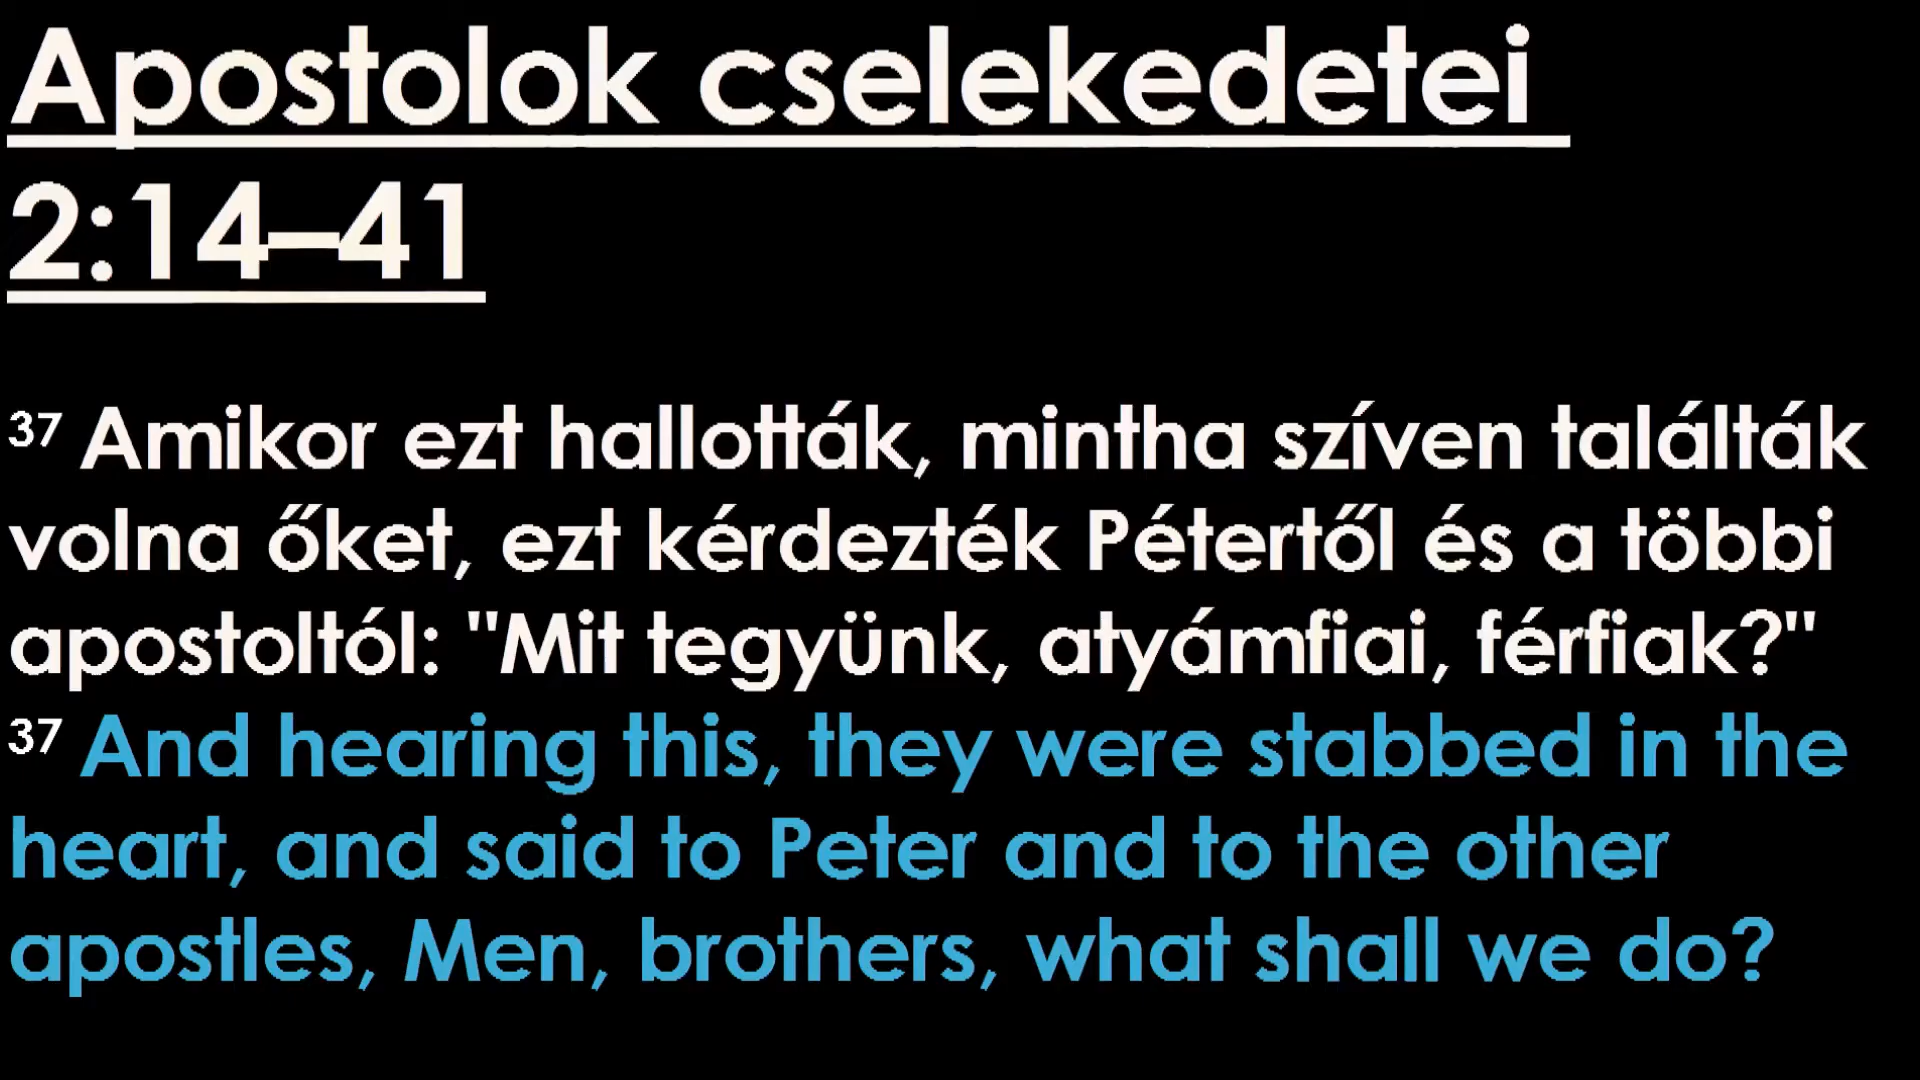 Apostolok cselekedetei
2:14–41
37 Amikor ezt hallották, mintha szíven találták
volna őket, ezt kérdezték Pétertől és a többi
apostoltól: "Mit tegyünk, atyámfiai, férfiak?"
37 And hearing this, they were stabbed in the
heart, and said to Peter and to the other
apostles, Men, brothers, what shall we do?